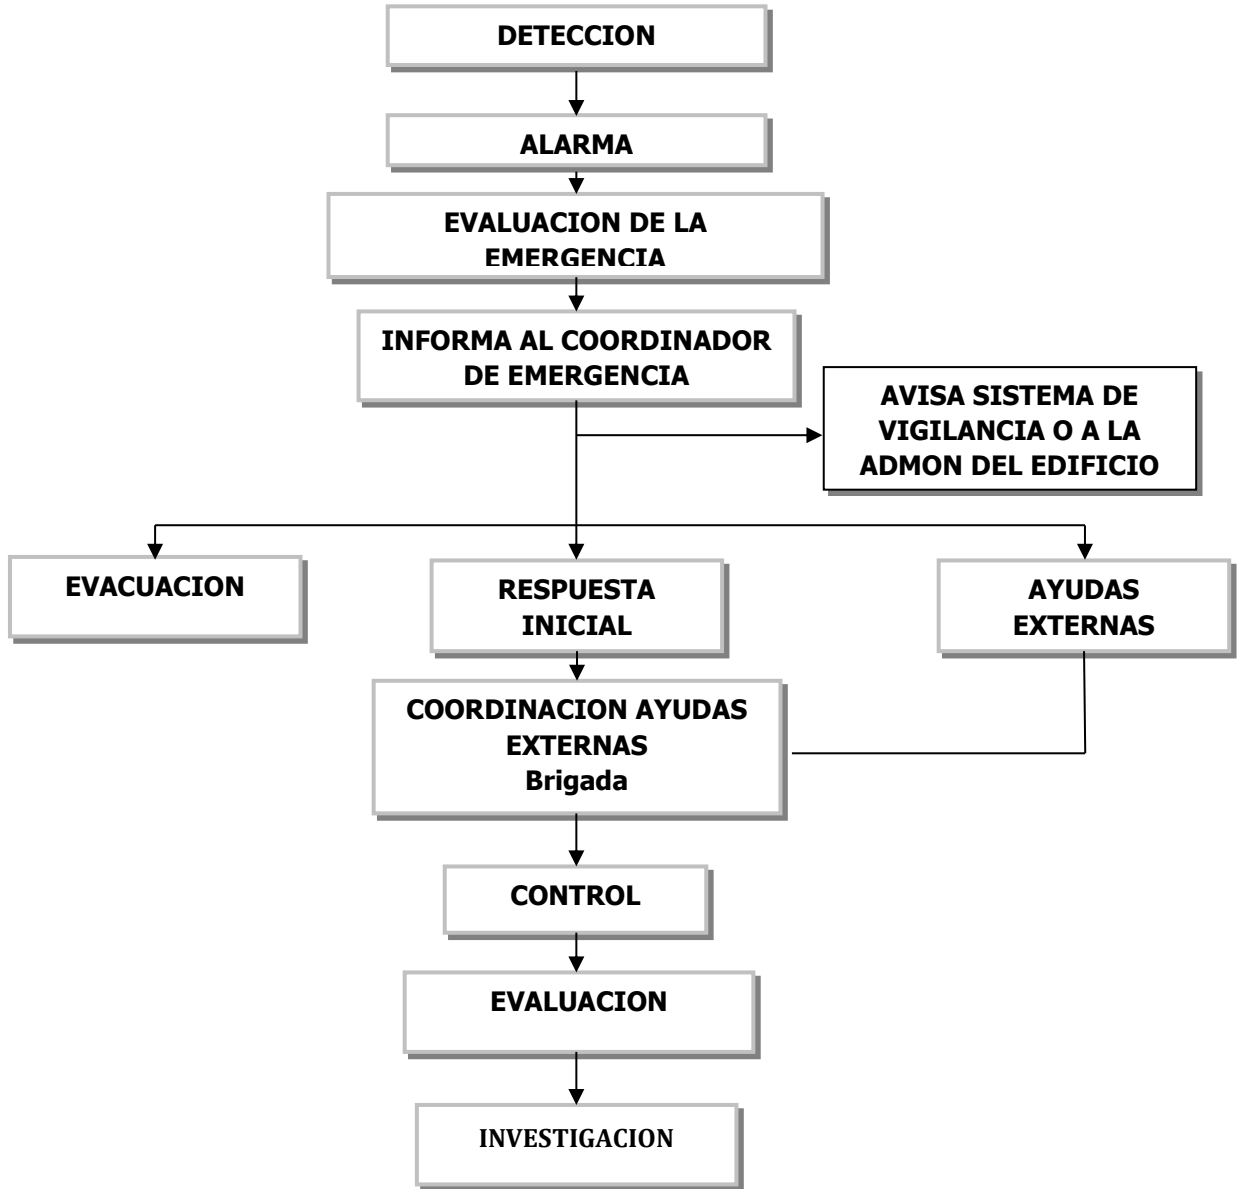 DETECCION
ALARMA
EVALUACION DE LA
EMERGENCIA
INFORMA AL COORDINADOR
DE EMERGENCIA
AVISA SISTEMA DE
VIGILANCIA O A LA
ADMON DEL EDIFICIO
EVACUACION
RESPUESTA
INICIAL
AYUDAS
EXTERNAS
COORDINACION AYUDAS
EXTERNAS
Brigada
CONTROL
EVALUACION
INVESTIGACION